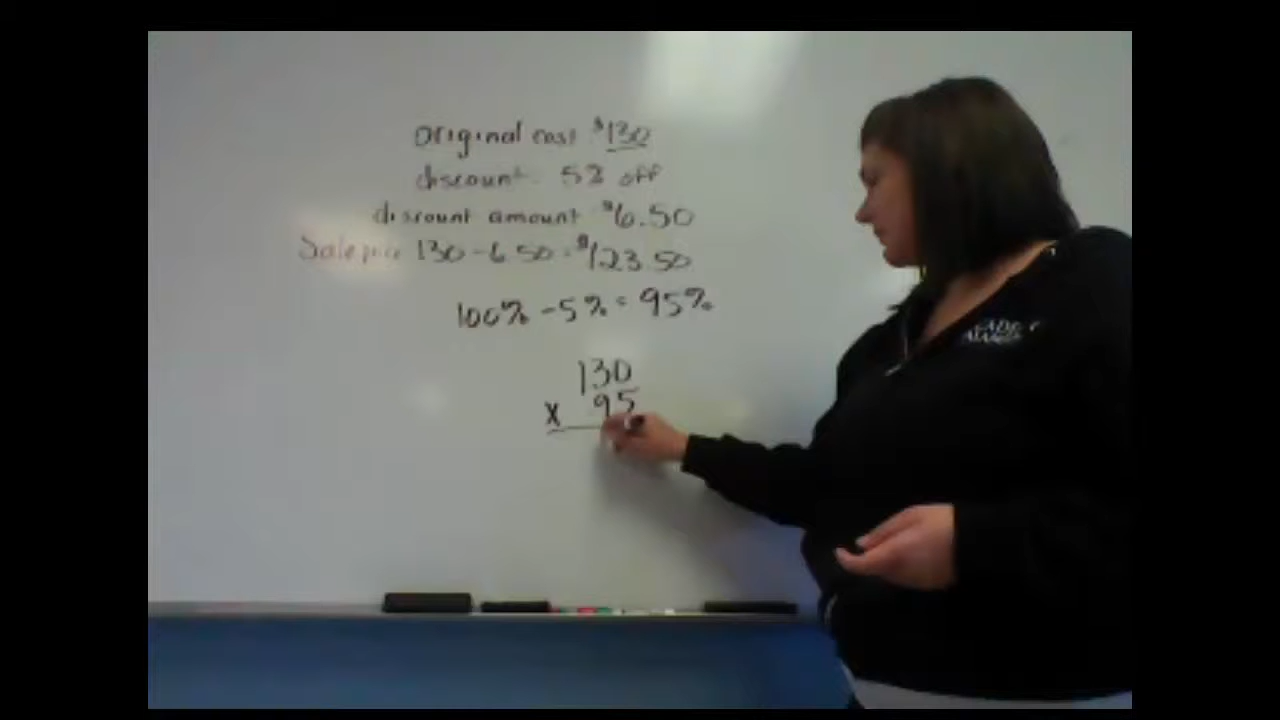 original cost $130
discount: 5% off
discount amount $6.50
Sale price 130 - 6.50 = $123.50
100% - 5% = 95%
130
x .95